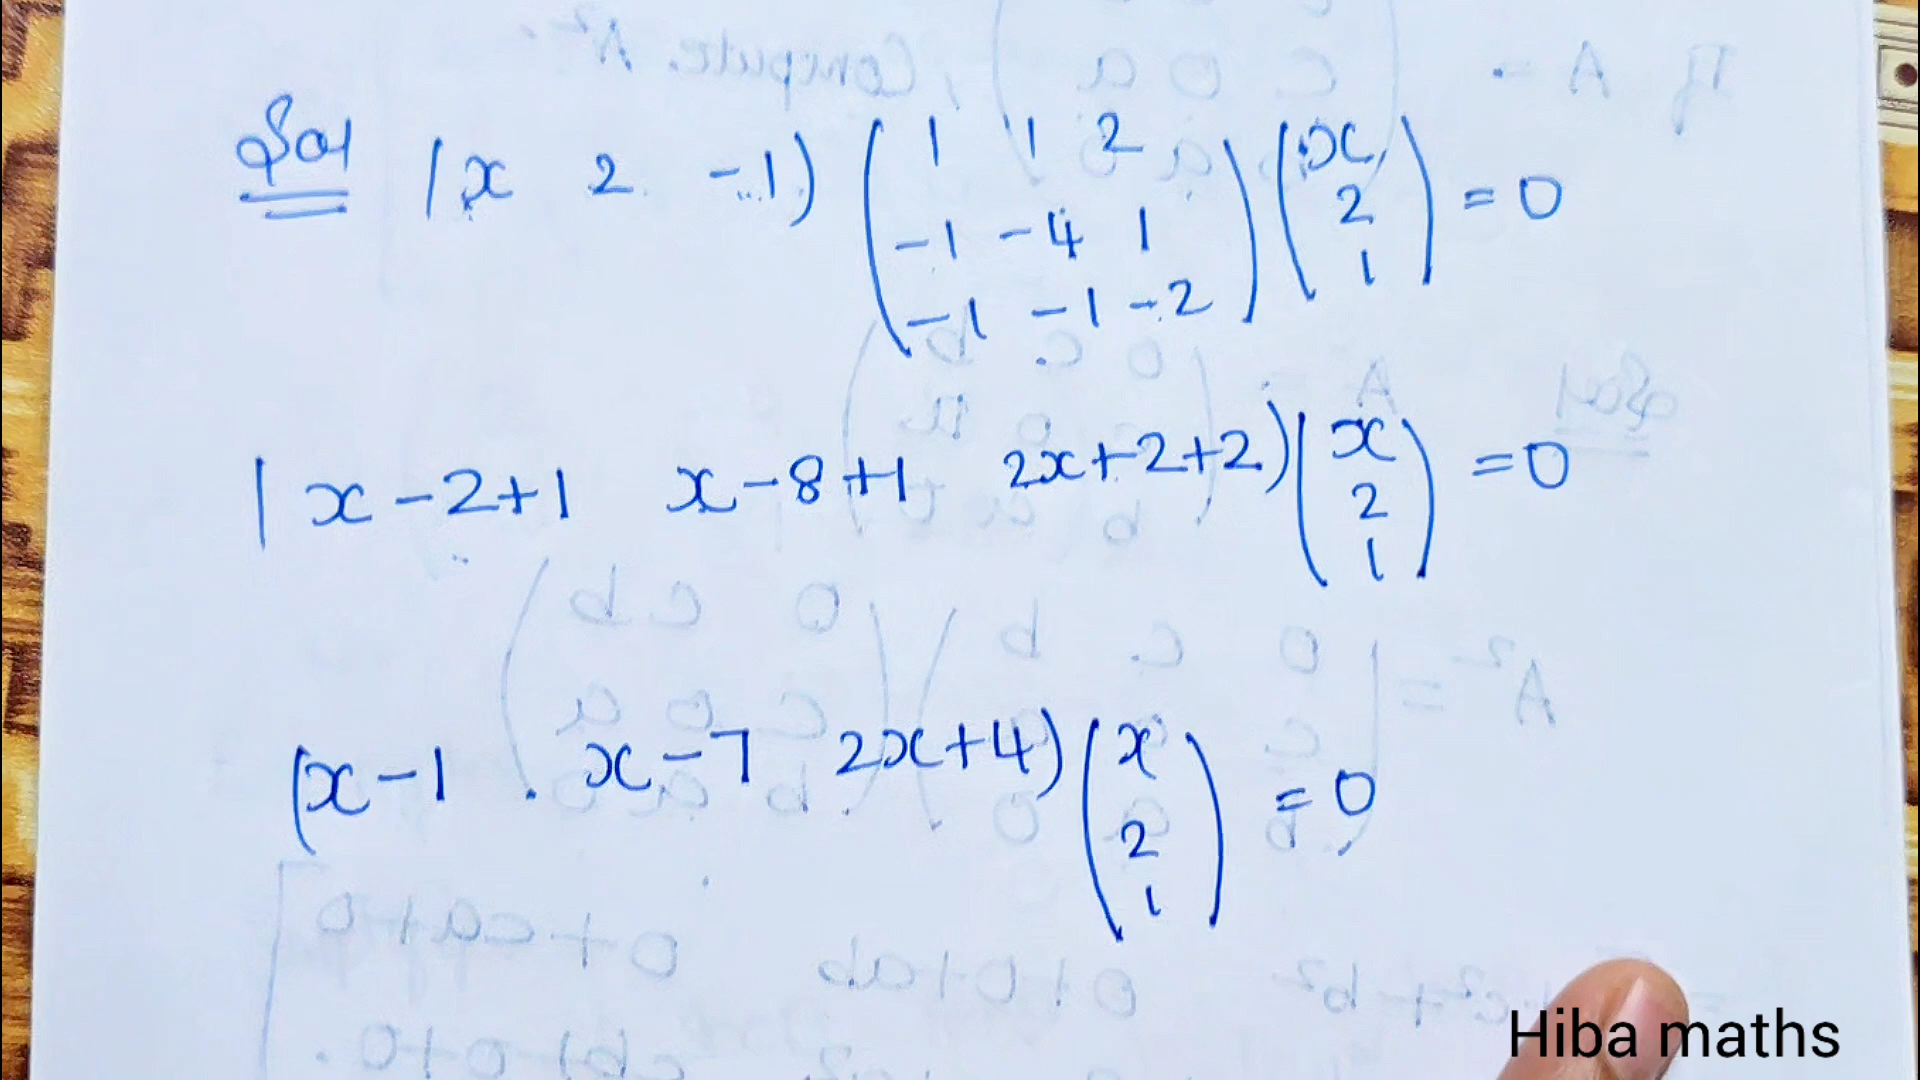 Sol (x 2 -1) ( 1 1 2 ) ( x ) = 0
-1 -4 1 2
-1 -1 -2 1
(x-2+1 x-8+1 2x+2+2) ( x ) = 0
2
1
(x-1 x-7 2x+4) ( x ) = 0
2
1
Hiba maths